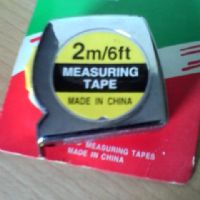 2m/6ft
MEASURING
TAPE
MADE IN CHINA
MEASURING TAPES
MADE IN CHINA